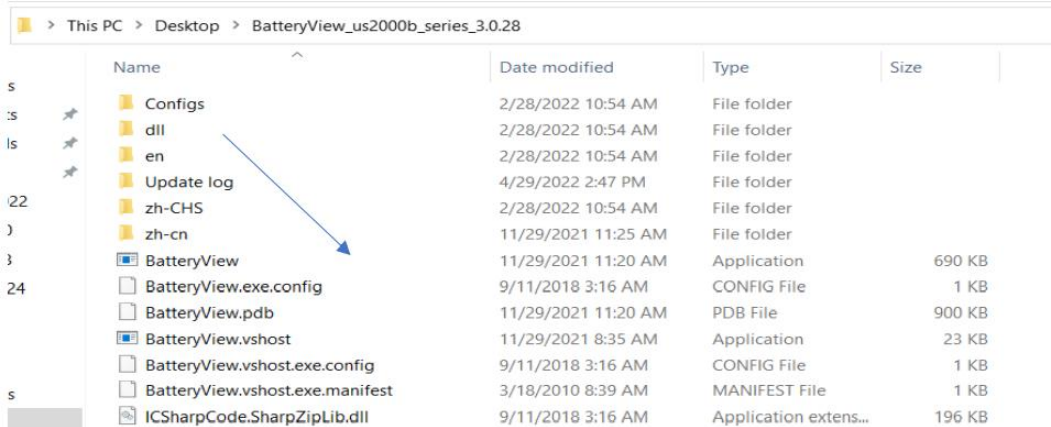 > This PC > Desktop > BatteryView_us2000b_series_3.0.28
Name Date modified Type Size
Configs 2/28/2022 10:54 AM File folder
dll 2/28/2022 10:54 AM File folder
en 2/28/2022 10:54 AM File folder
Update log 4/29/2022 2:47 PM File folder
zh-CHS 2/28/2022 10:54 AM File folder
zh-cn 11/29/2021 11:25 AM File folder
BatteryView 11/29/2021 11:20 AM Application 690 KB
BatteryView.exe.config 9/11/2018 3:16 AM CONFIG File 1 KB
BatteryView.pdb 11/29/2021 11:20 AM PDB File 900 KB
BatteryView.vshost 11/29/2021 8:35 AM Application 23 KB
BatteryView.vshost.exe.config 9/11/2018 3:16 AM CONFIG File 1 KB
BatteryView.vshost.exe.manifest 3/18/2010 8:39 AM MANIFEST File 1 KB
ICSharpCode.SharpZipLib.dll 9/11/2018 3:16 AM Application extens... 196 KB